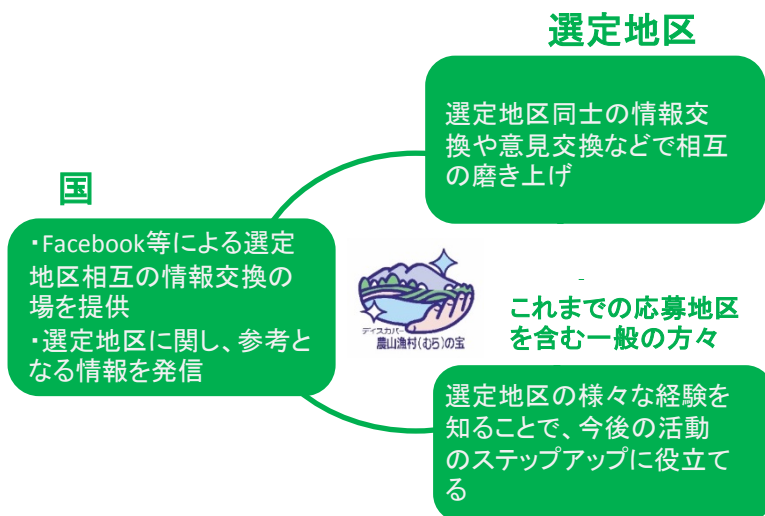 選定地区
選定地区同士の情報交
換や意見交換などで相互
の磨き上げ
国
・Facebook等による選定
地区相互の情報交換の
場を提供
・選定地区に関し、参考と
なる情報を発信
ディスカバー
農山漁村(むら)の宝
これまでの応募地区
を含む一般の方々
選定地区の様々な経験を
知ることで、今後の活動
のステップアップに役立て
る